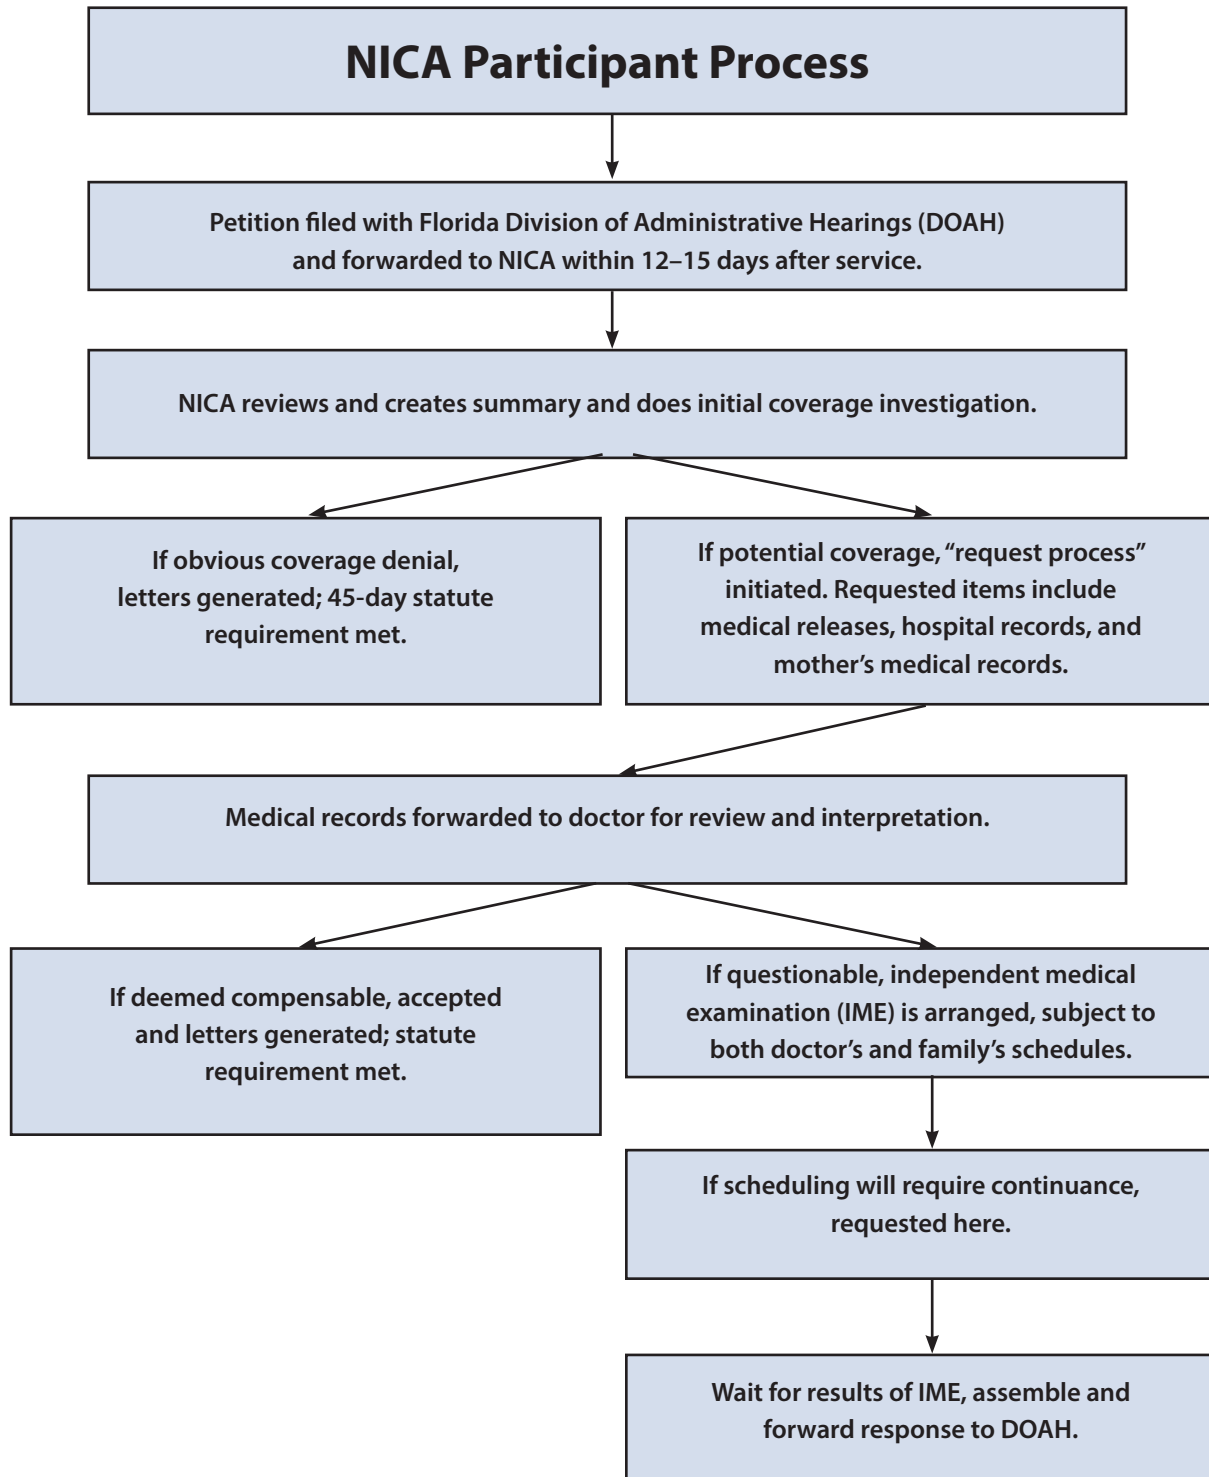 NICA Participant Process
Petition filed with Florida Division of Administrative Hearings (DOAH)
and forwarded to NICA within 12–15 days after service.
NICA reviews and creates summary and does initial coverage investigation.
If obvious coverage denial,
letters generated; 45-day statute
requirement met.
If potential coverage, “request process”
initiated. Requested items include
medical releases, hospital records, and
mother’s medical records.
Medical records forwarded to doctor for review and interpretation.
If deemed compensable, accepted
and letters generated; statute
requirement met.
If questionable, independent medical
examination (IME) is arranged, subject to
both doctor’s and family’s schedules.
If scheduling will require continuance,
requested here.
Wait for results of IME, assemble and
forward response to DOAH.